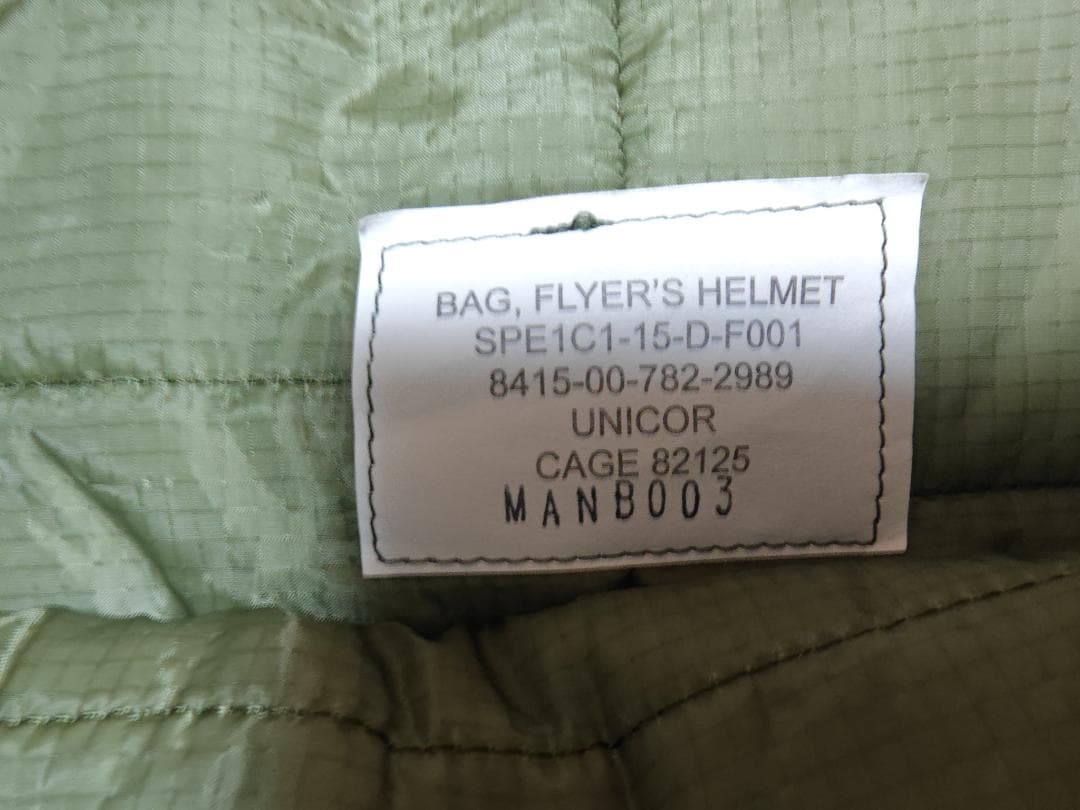 BAG, FLYER'S HELMET
SPE1C1-15-D-F001
8415-00-782-2989
UNICOR
CAGE 82125
MANB003